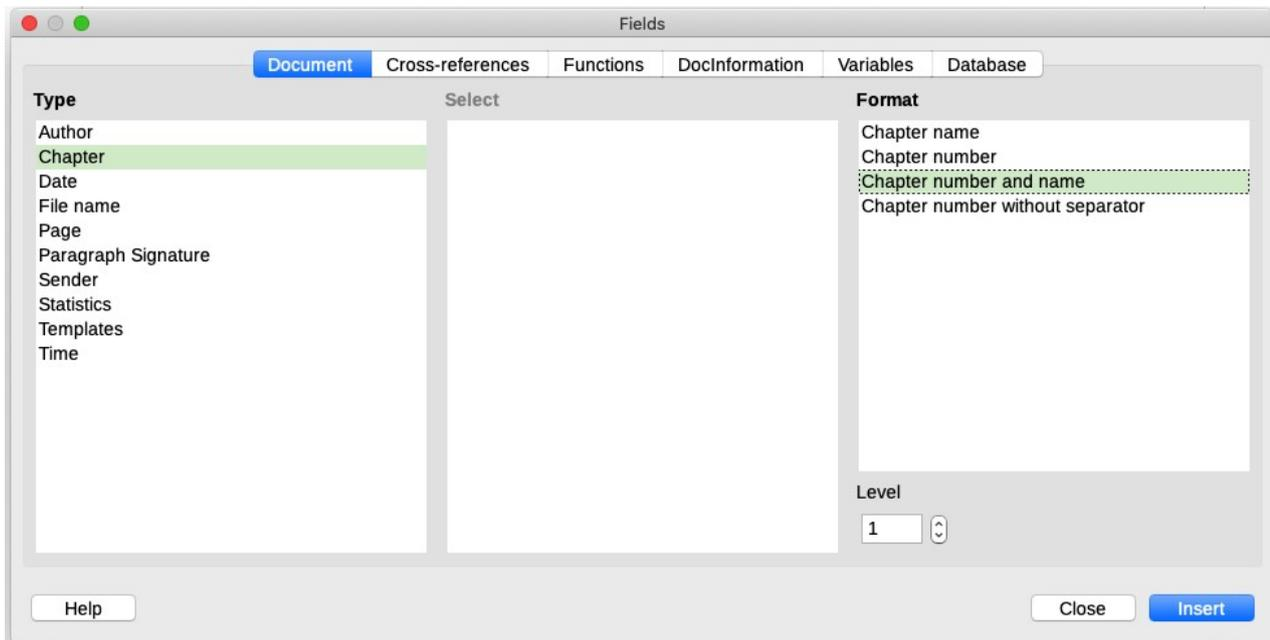 Fields
Document Cross-references Functions DocInformation Variables Database
Type
Author
Chapter
Date
File name
Page
Paragraph Signature
Sender
Statistics
Templates
Time
Select
Format
Chapter name
Chapter number
Chapter number and name
Chapter number without separator
Level
1
Help Close Insert